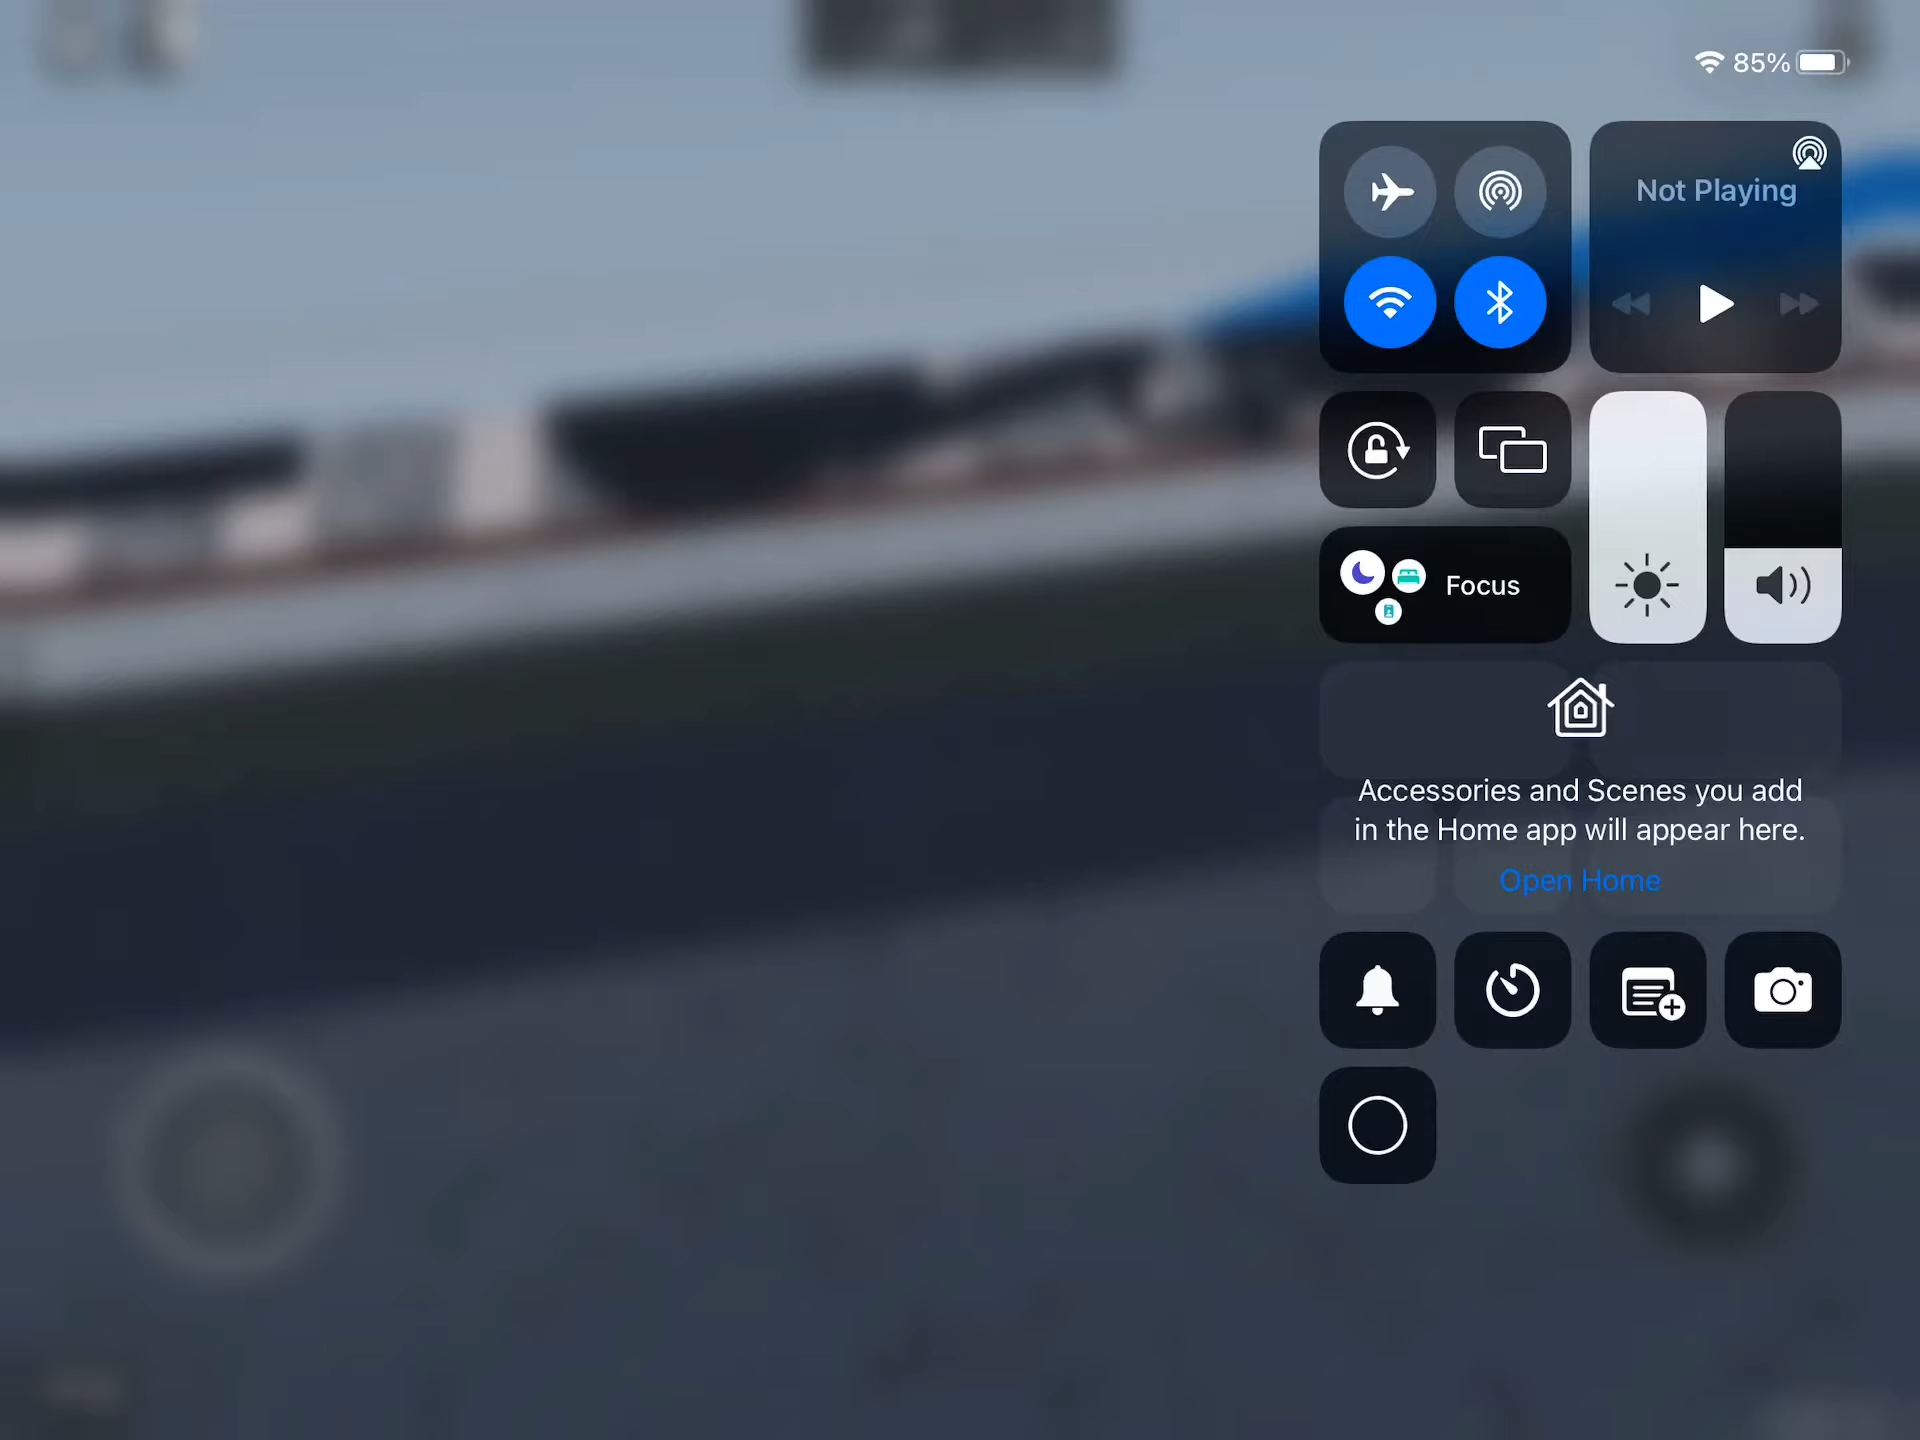 85%
Not Playing
Focus
Accessories and Scenes you add
in the Home app will appear here.
Open Home